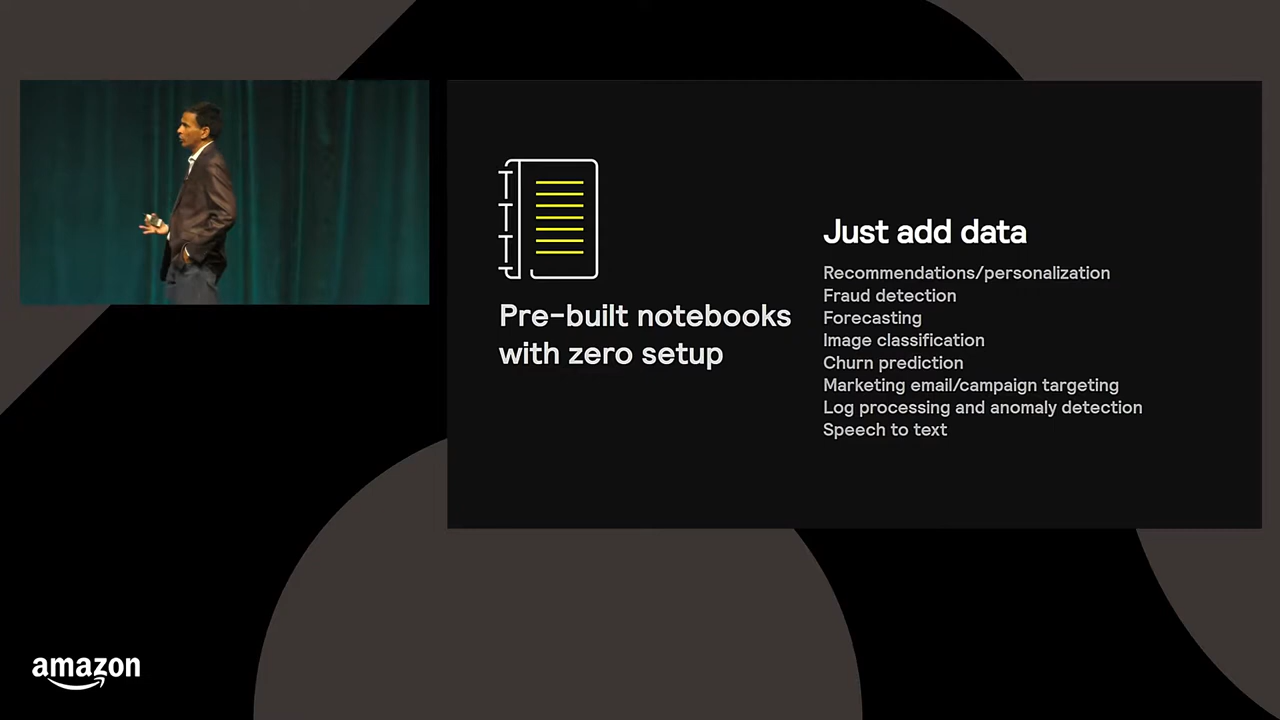 Pre-built notebooks
with zero setup
Just add data
Recommendations/personalization
Fraud detection
Forecasting
Image classification
Churn prediction
Marketing email/campaign targeting
Log processing and anomaly detection
Speech to text
amazon